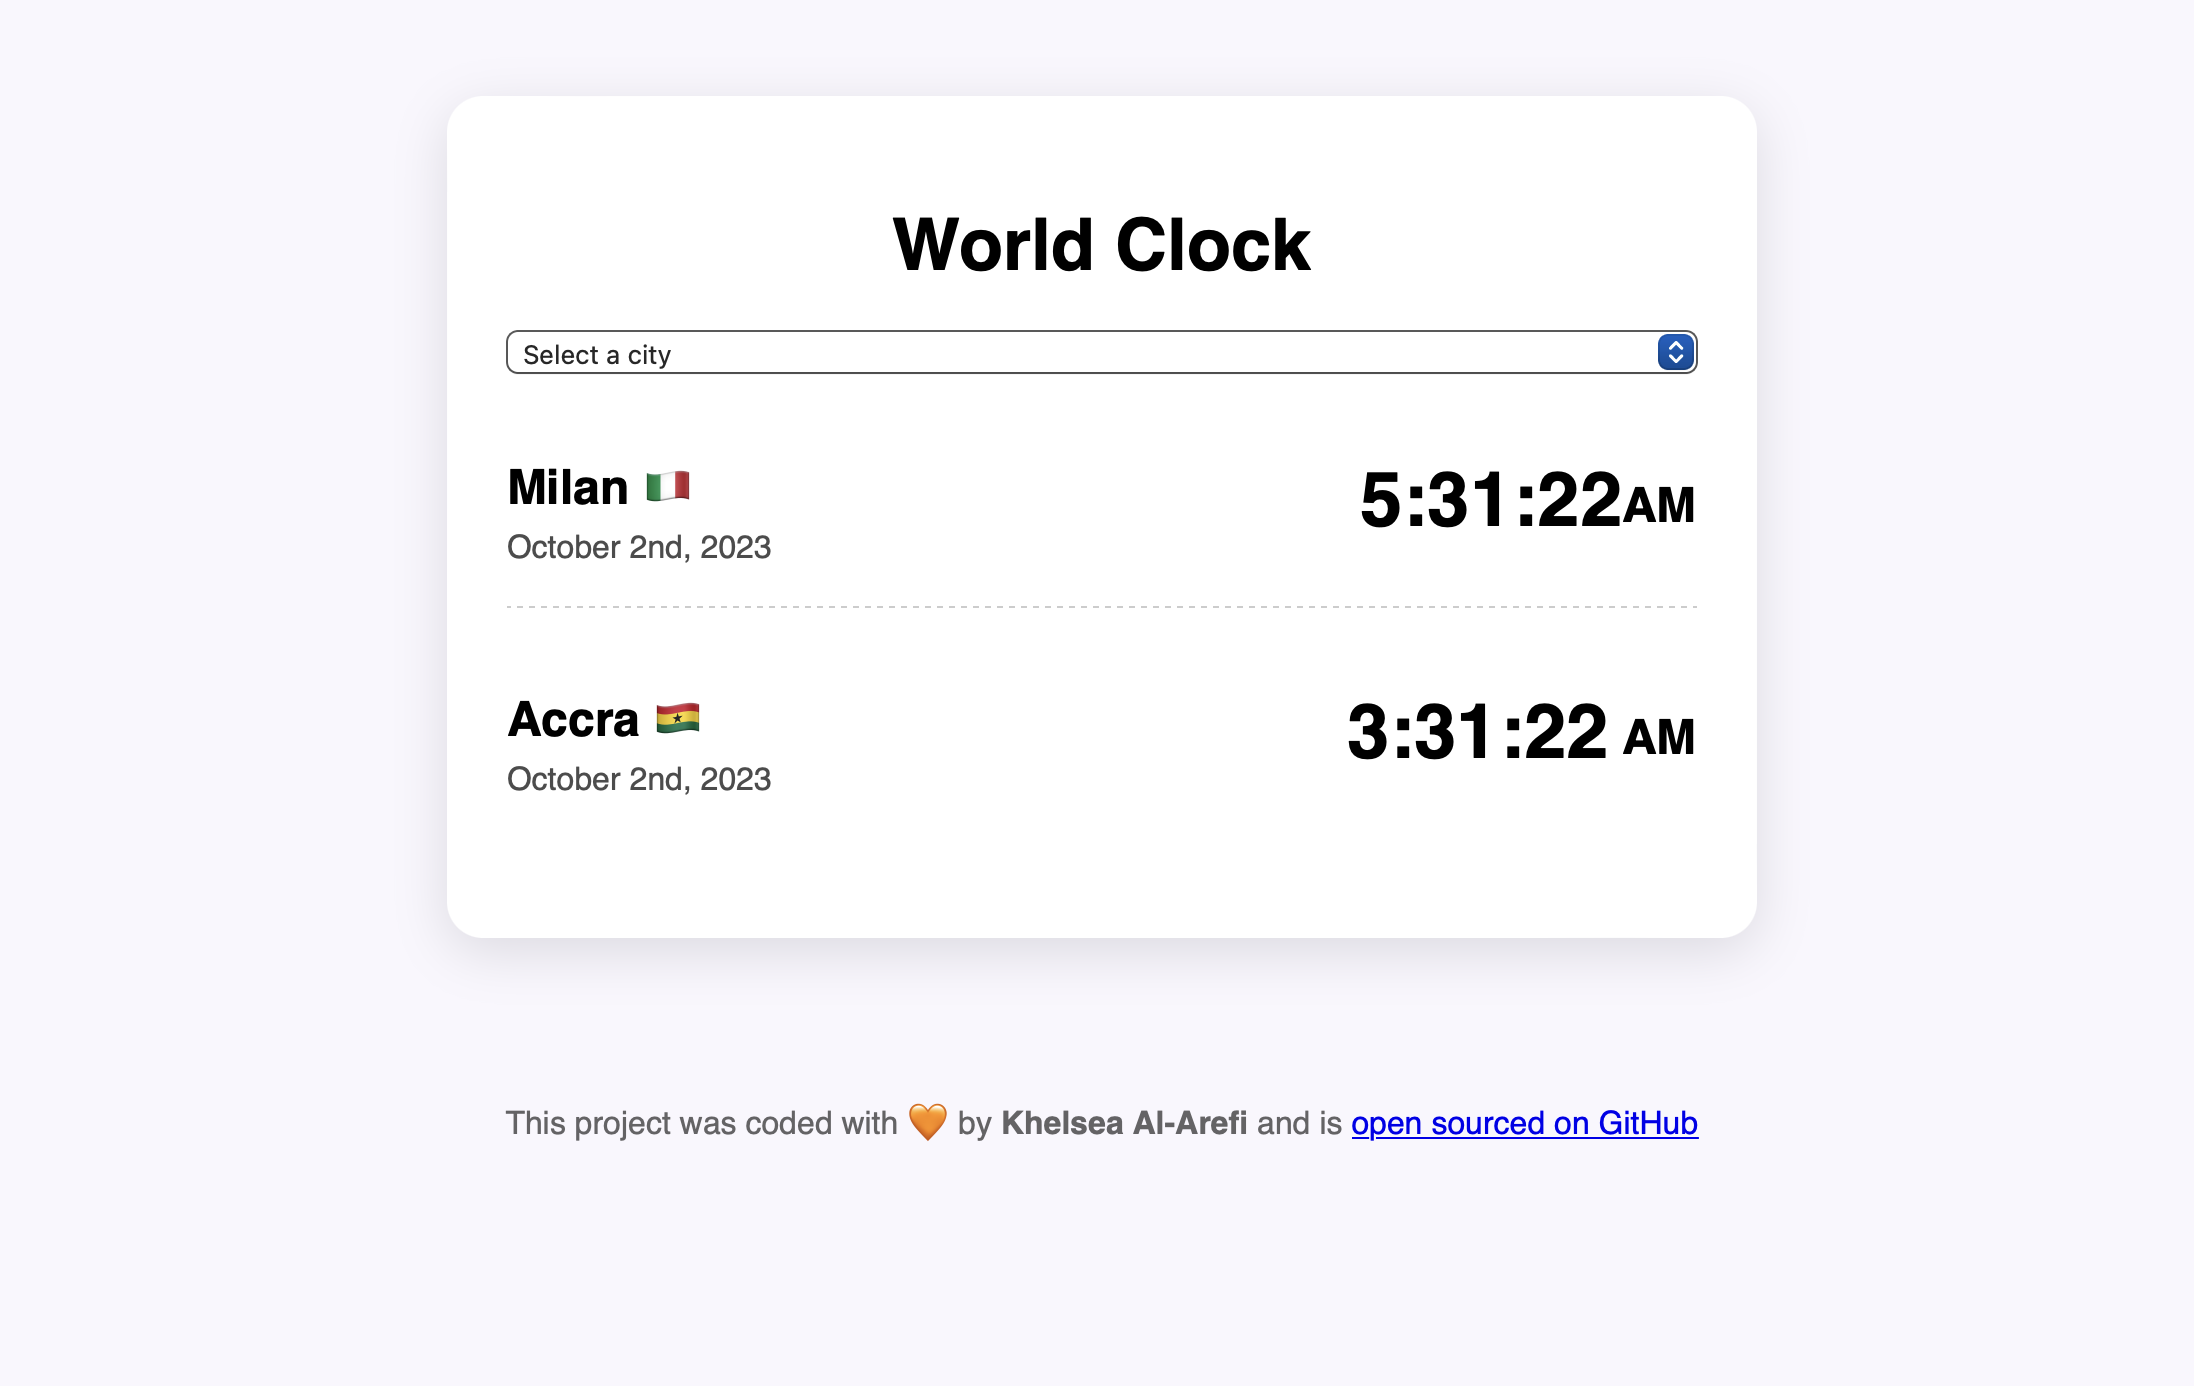 World Clock
Select a city
Milan 🇮🇹 5:31:22AM
October 2nd, 2023
Accra 🇬🇭 3:31:22 AM
October 2nd, 2023
This project was coded with 🧡 by Khelsea Al-Arefi and is open sourced on GitHub